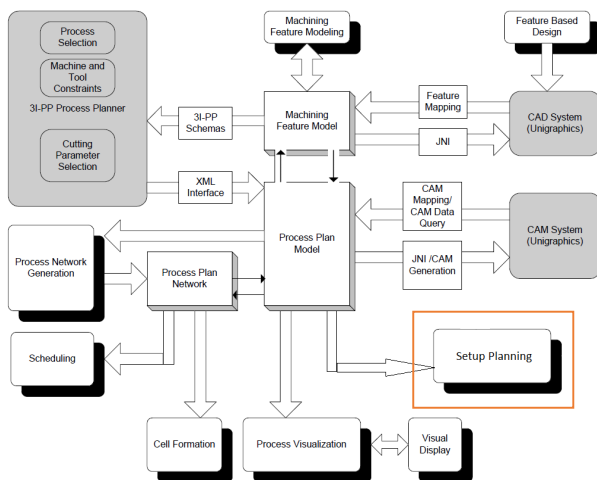 Process
Selection
Machine and Tool
Constraints
3I-PP Process Planner
Cutting
Parameter
Selection
Machining
Feature Modeling
Feature Based
Design
3I-PP
Schemas
Machining
Feature Model
Feature
Mapping
JNI
CAD System
(Unigraphics)
XML
Interface
Process Plan
Model
CAM
Mapping/
CAM Data
Query
JNI /CAM
Generation
CAM System
(Unigraphics)
Process Network
Generation
Process Plan
Network
Scheduling
Setup Planning
Cell Formation
Process Visualization
Visual
Display